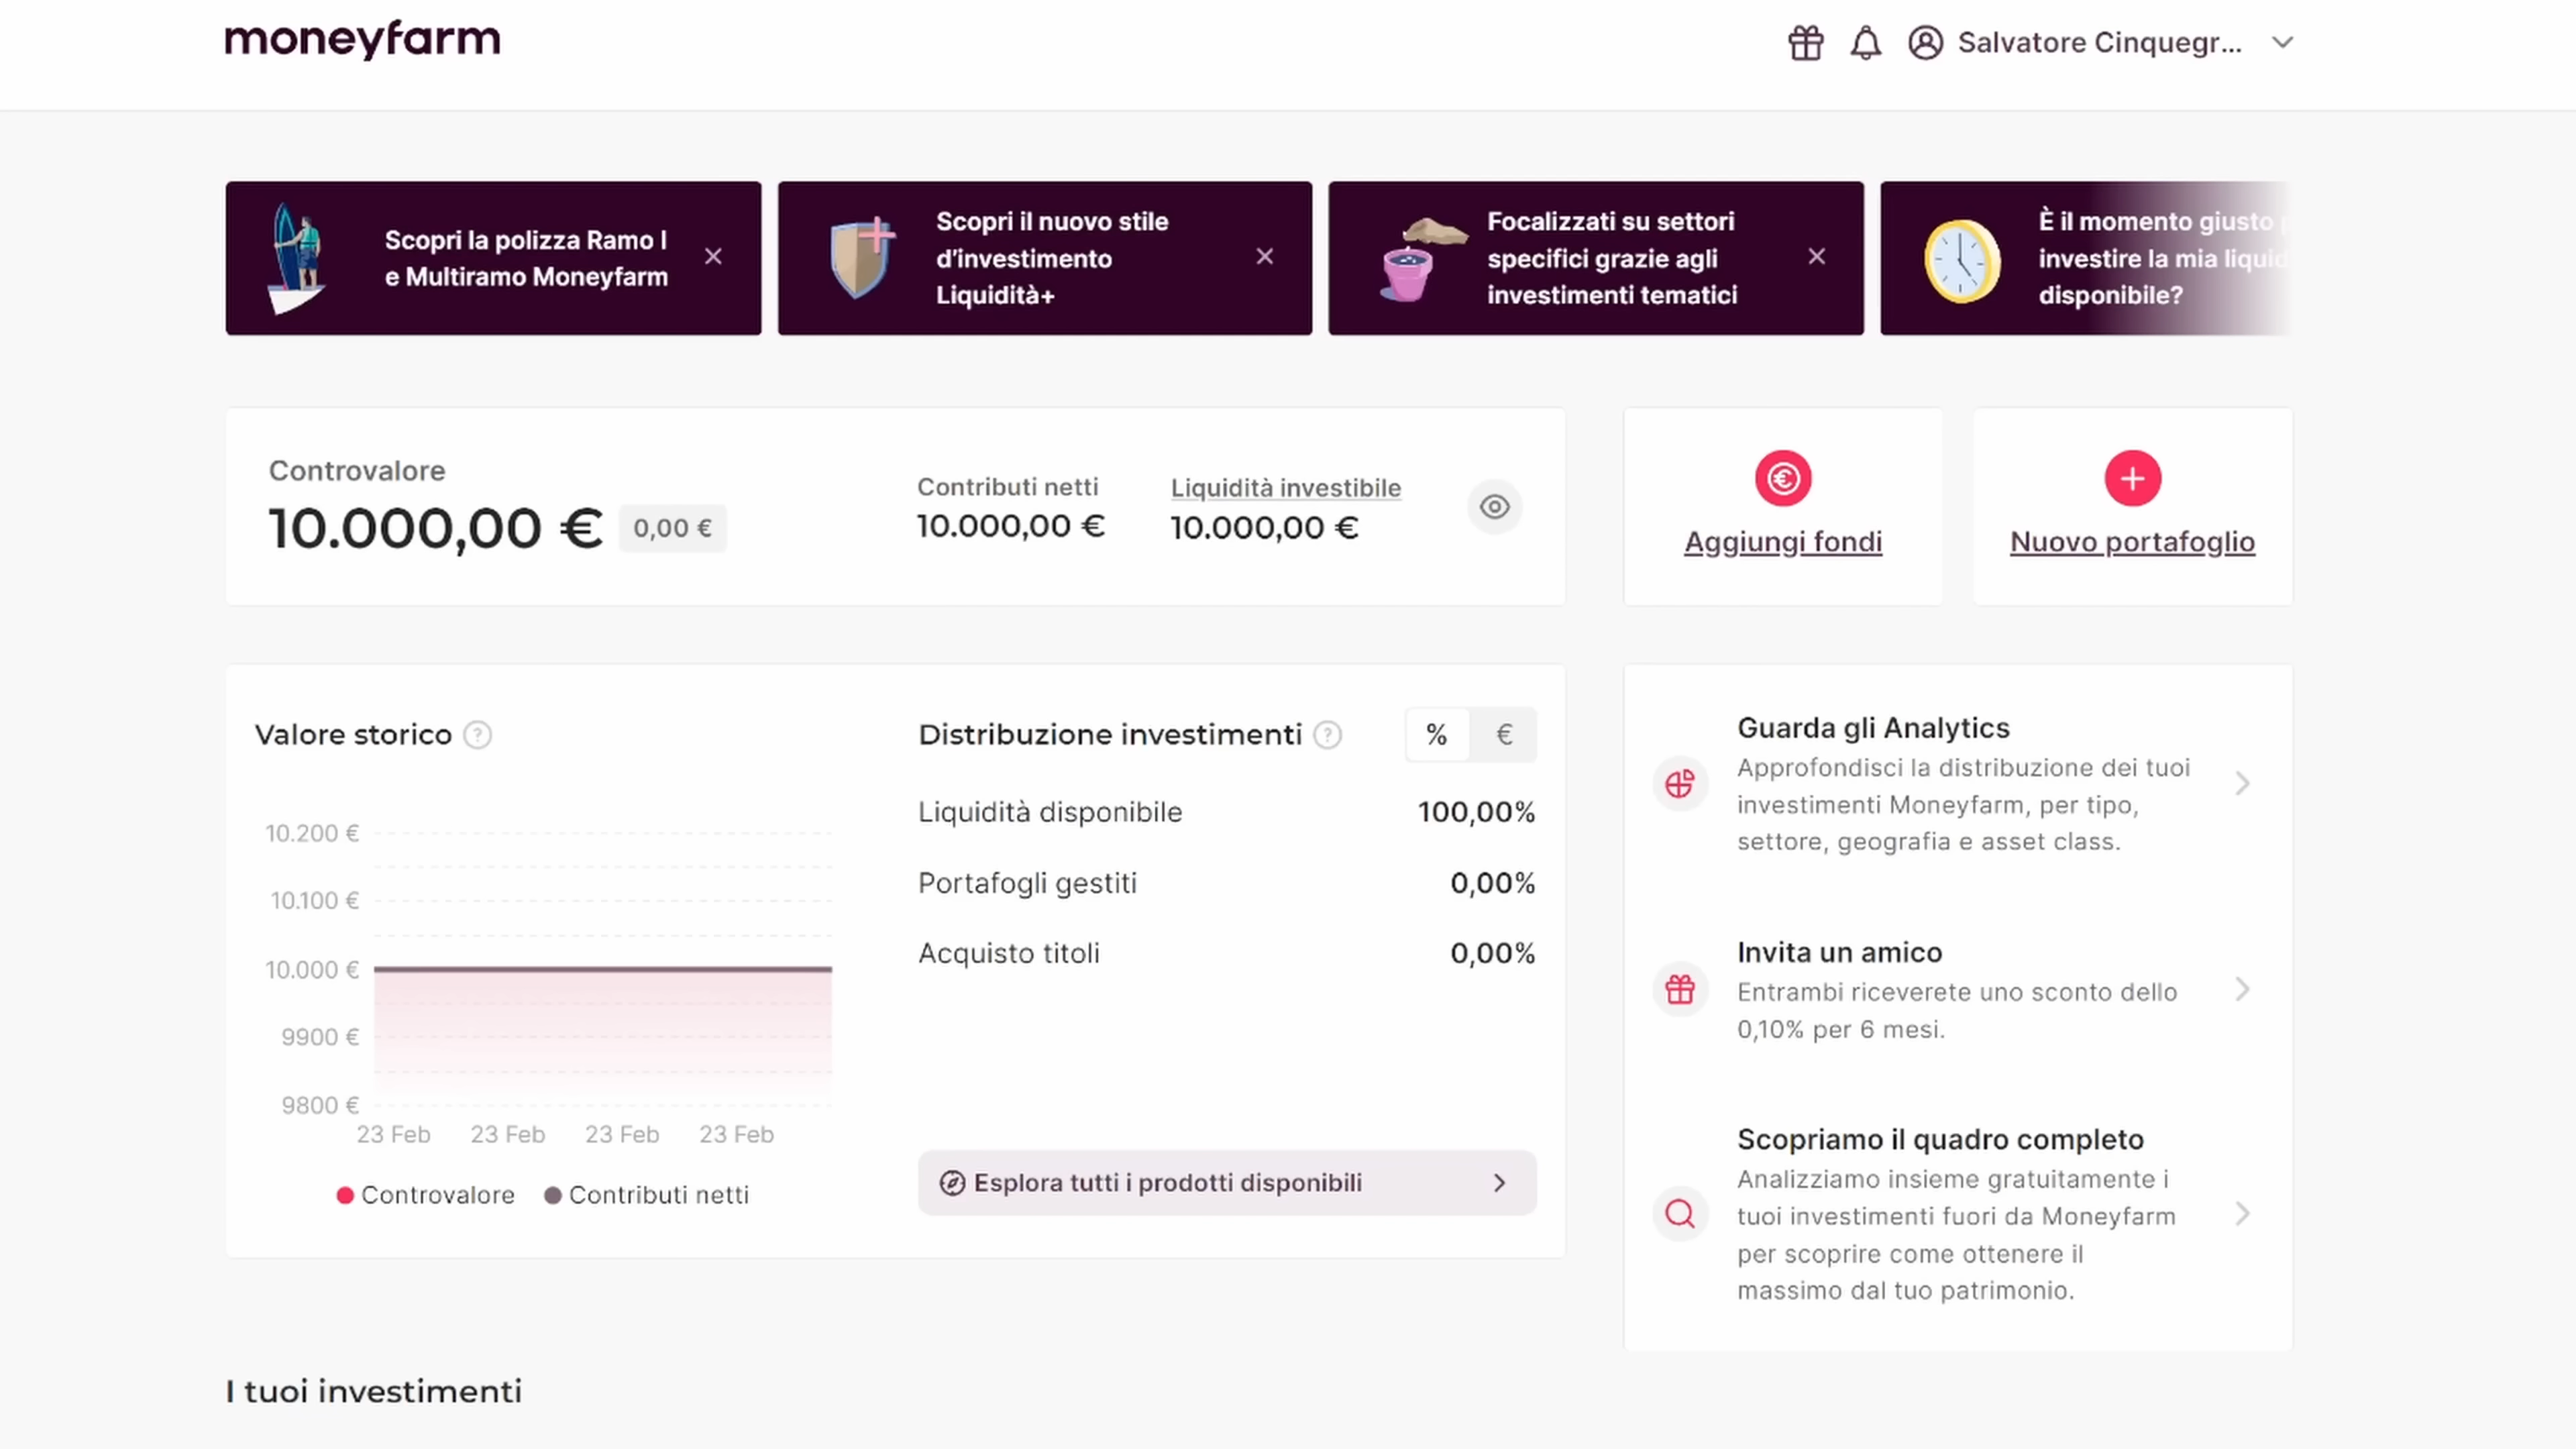 moneyfarm
Salvatore Cinquegr...
Scopri la polizza Ramo I
e Multiramo Moneyfarm
Scopri il nuovo stile
d'investimento
Liquidità+
Focalizzati su settori
specifici grazie agli
investimenti tematici
È il momento giusto
investire la mia liquid
disponibile?
Controvalore
10.000,00 € 0,00 €
Contributi netti
10.000,00 €
Liquidità investibile
10.000,00 €
Aggiungi fondi
Nuovo portafoglio
Valore storico ?
10.200 €
10.100 €
10.000 €
9900 €
9800 €
23 Feb 23 Feb 23 Feb 23 Feb
Controvalore Contributi netti
Distribuzione investimenti ? % €
Liquidità disponibile 100,00%
Portafogli gestiti 0,00%
Acquisto titoli 0,00%
Esplora tutti i prodotti disponibili
Guarda gli Analytics
Approfondisci la distribuzione dei tuoi
investimenti Moneyfarm, per tipo,
settore, geografia e asset class.
Invita un amico
Entrambi riceverete uno sconto dello
0,10% per 6 mesi.
Scopriamo il quadro completo
Analizziamo insieme gratuitamente i
tuoi investimenti fuori da Moneyfarm
per scoprire come ottenere il
massimo dal tuo patrimonio.
I tuoi investimenti